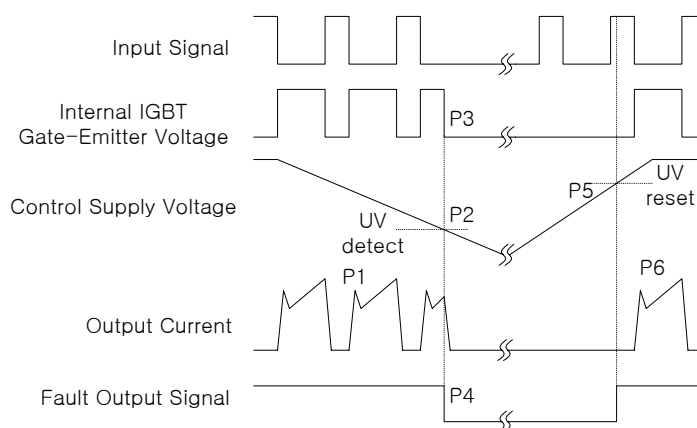 Input Signal
Internal IGBT
Gate-Emitter Voltage
P3
Control Supply Voltage
P2
UV
detect
P5
UV
reset
P1
P6
Output Current
Fault Output Signal
P4